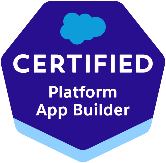 CERTIFIED
Platform
App Builder